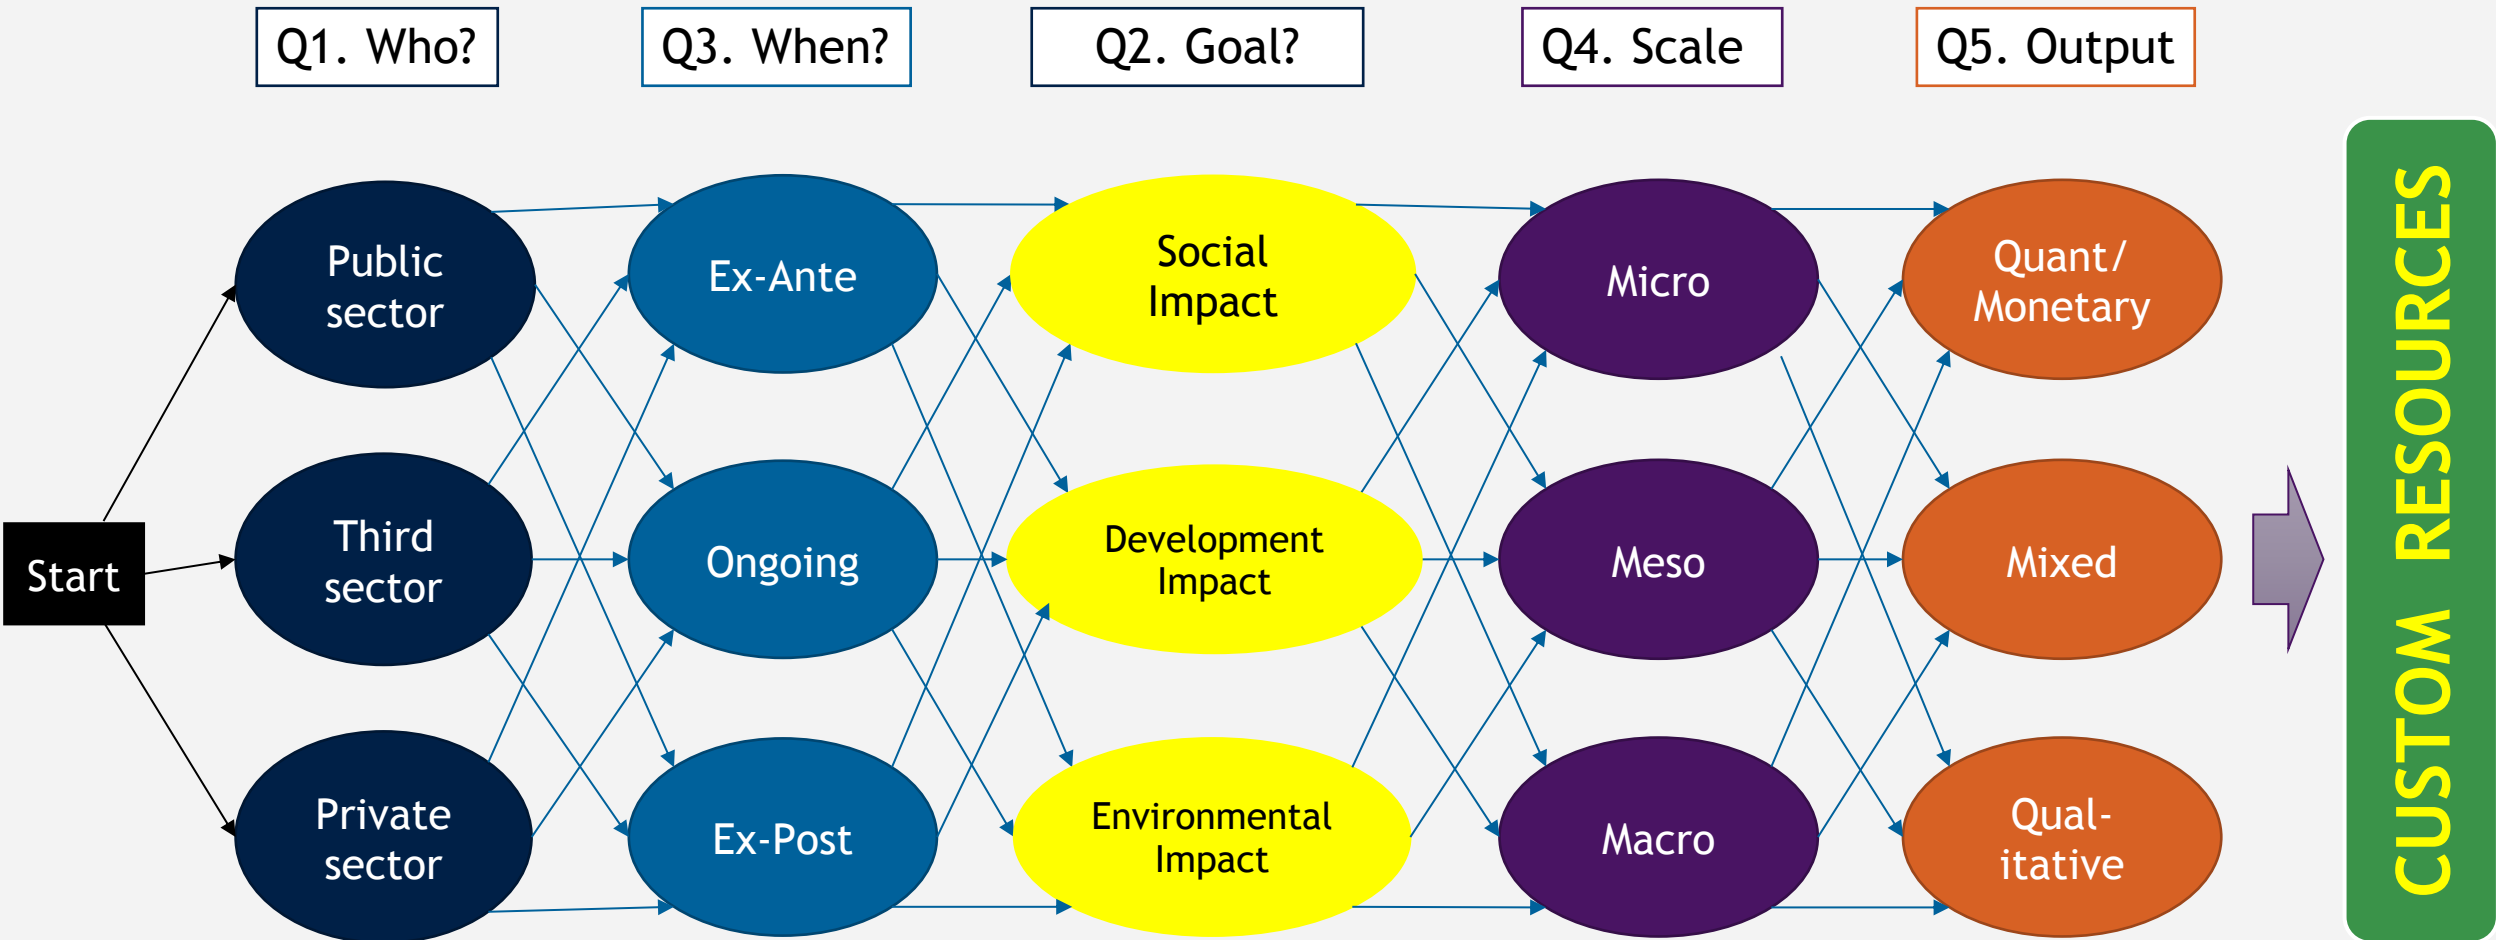 Q1. Who?
Q3. When?
Q2. Goal?
Q4. Scale
Q5. Output
Start
Public
sector
Third
sector
Private
sector
Ex-Ante
Ongoing
Ex-Post
Social
Impact
Development
Impact
Environmental
Impact
Micro
Meso
Macro
Quant/
Monetary
Mixed
Qual-
itative
CUSTOM RESOURCES